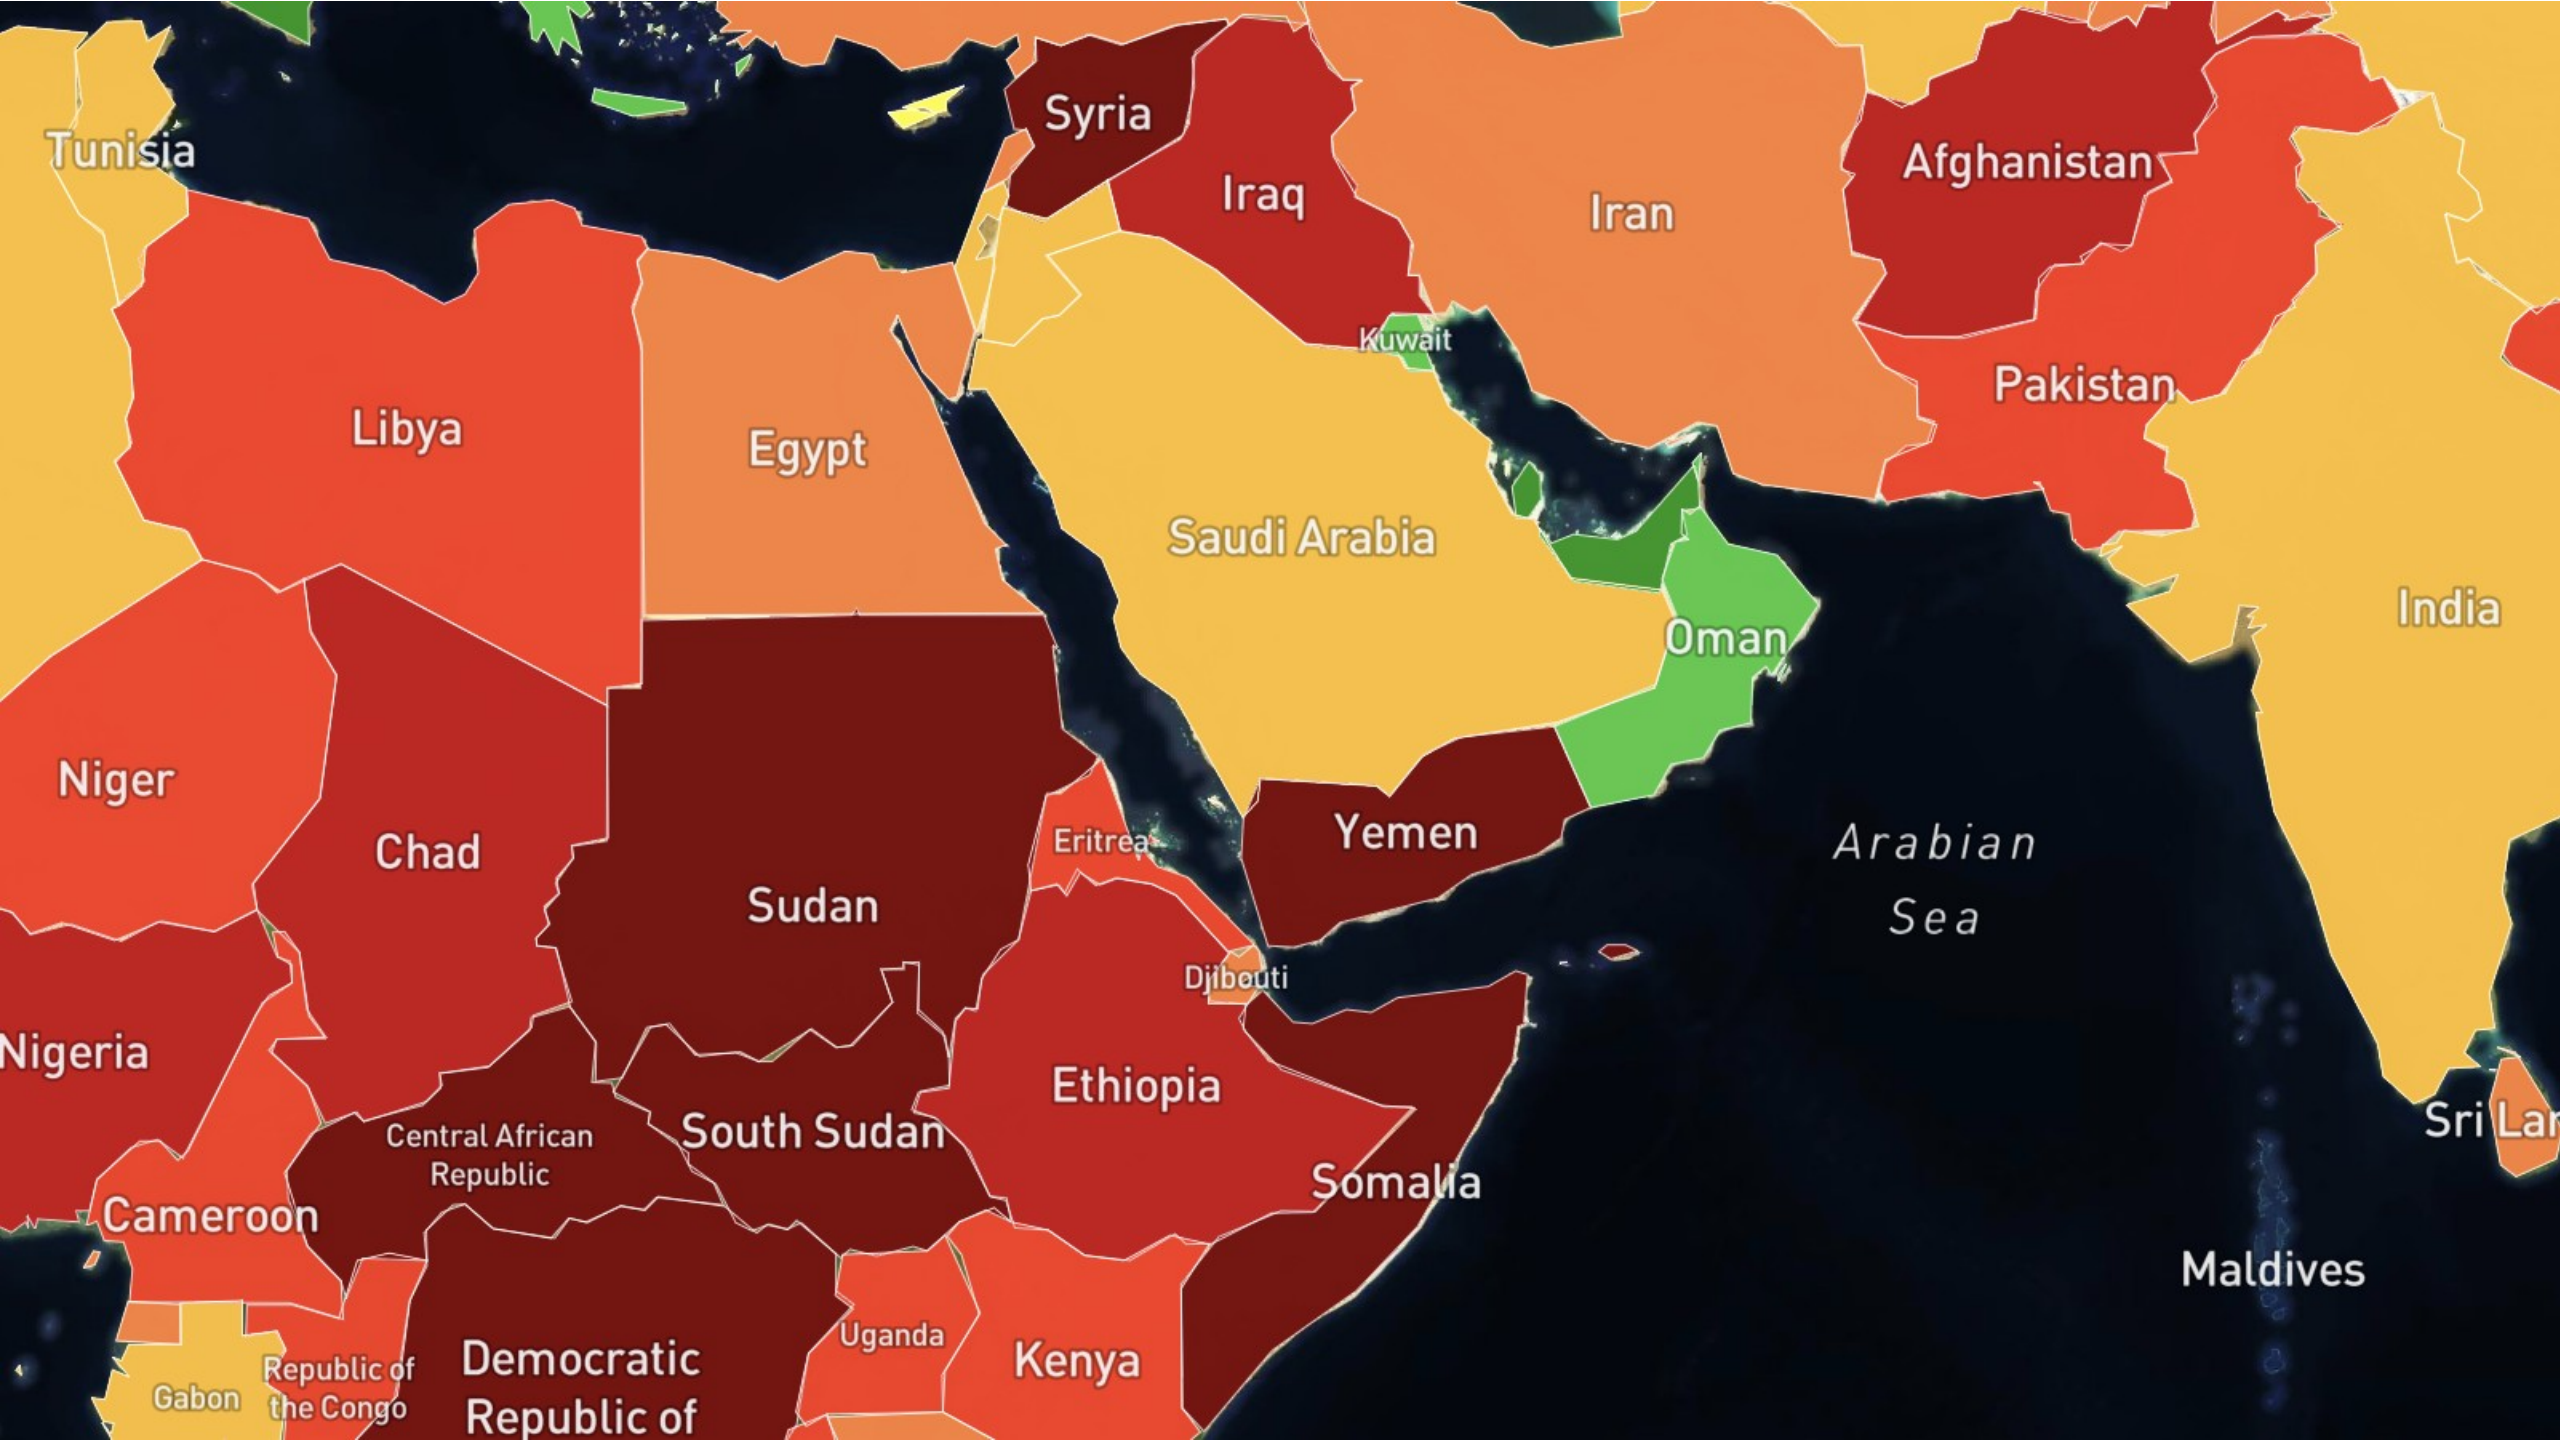 Syria
Tunisia
Afghanistan
Iraq
Iran
Kuwait
Pakistan
Libya
Egypt
Saudi Arabia
India
Oman
Niger
Yemen
Eritrea
Arabian
Sea
Chad
Sudan
Djibouti
Nigeria
Ethiopia
Sri Lan
South Sudan
Central African
Republic
Somalia
Cameroon
Maldives
Uganda
Kenya
Democratic
Republic of
Republic of
the Congo
Gabon